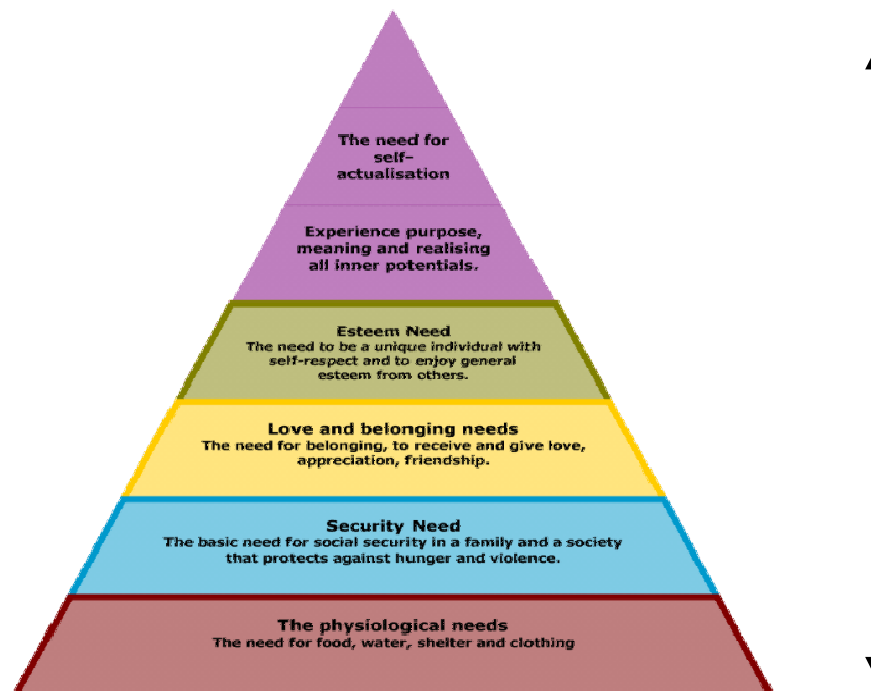 The need for
self-
actualisation
Experience purpose,
meaning and realising
all inner potentials.
Esteem Need
The need to be a unique individual with
self-respect and to enjoy general
esteem from others.
Love and belonging needs
The need for belonging, to receive and give love,
appreciation, friendship.
Security Need
The basic need for social security in a family and a society
that protects against hunger and violence.
The physiological needs
The need for food, water, shelter and clothing